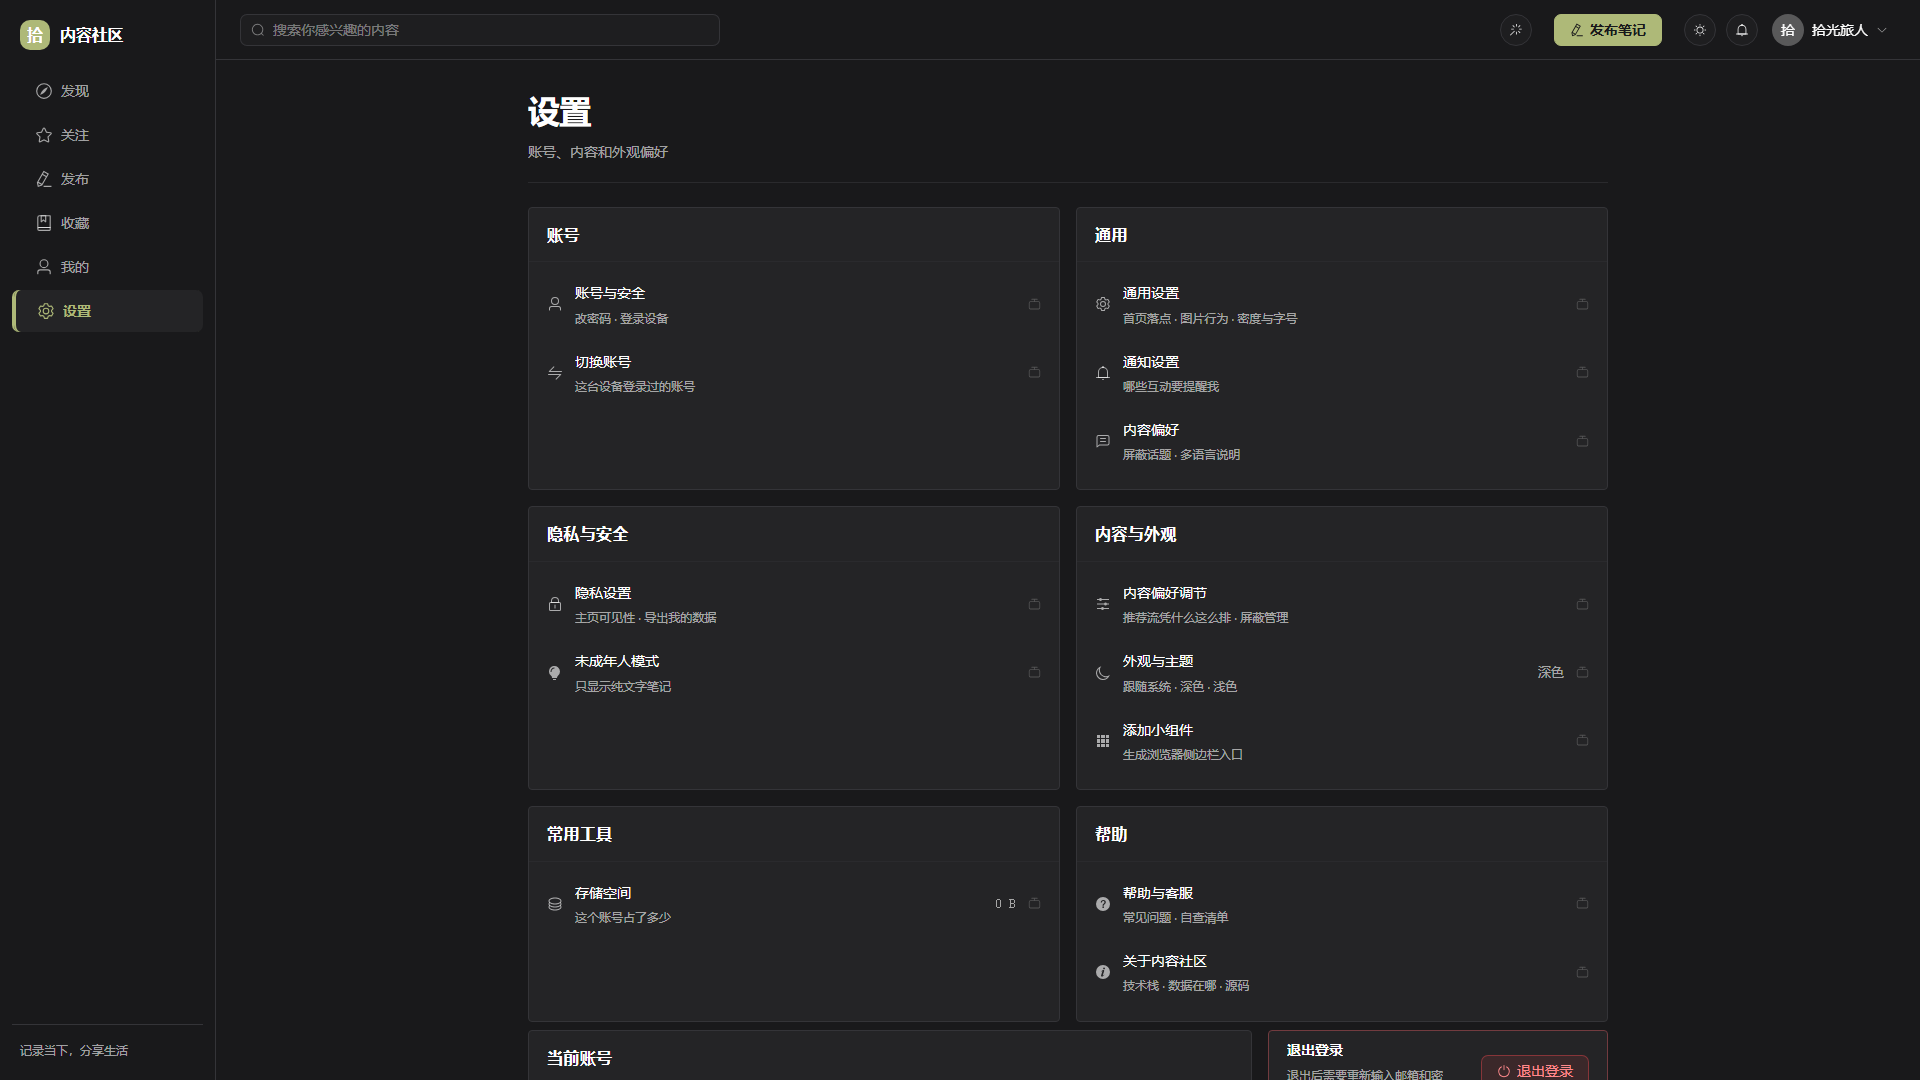 拾 内容社区
搜索你感兴趣的内容
发布笔记
拾 拾光旅人
发现
关注
发布
收藏
我的
设置
记录当下，分享生活
设置
账号、内容和外观偏好
账号
账号与安全
改密码 · 登录设备
切换账号
这台设备登录过的账号
通用
通用设置
首页落点 · 图片行为 · 密度与字号
通知设置
哪些互动要提醒我
内容偏好
屏蔽话题 · 多语言说明
隐私与安全
隐私设置
主页可见性 · 导出我的数据
未成年人模式
只显示纯文字笔记
内容与外观
内容偏好调节
推荐流凭什么这么排 · 屏蔽管理
外观与主题
跟随系统 · 深色 · 浅色
深色
添加小组件
生成浏览器侧边栏入口
常用工具
存储空间
这个账号占了多少
0 B
帮助
帮助与客服
常见问题 · 自查清单
关于内容社区
技术栈 · 数据在哪 · 源码
当前账号
退出登录
退出后需要重新输入邮箱和密
退出登录